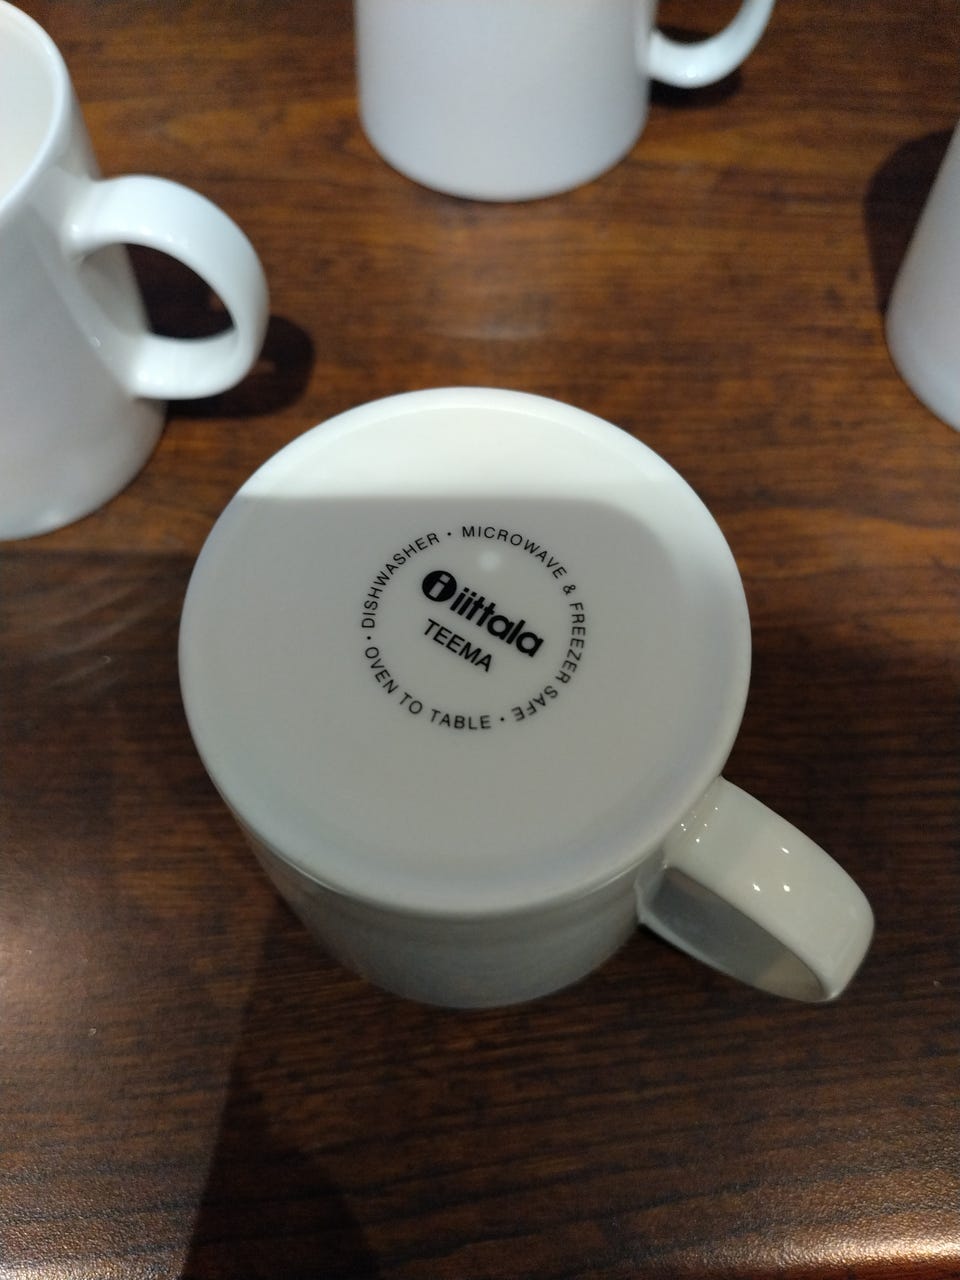 i iittala
TEEMA
DISHWASHER • MICROWAVE & FREEZER SAFE • OVEN TO TABLE •